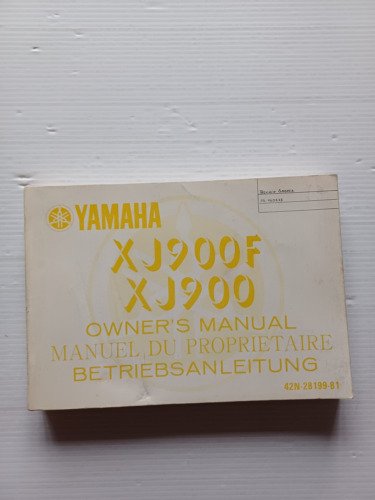 YAMAHA
XJ900F
XJ900
OWNER'S MANUAL
MANUEL DU PROPRIETAIRE
BETRIEBSANLEITUNG
42N-28199-81